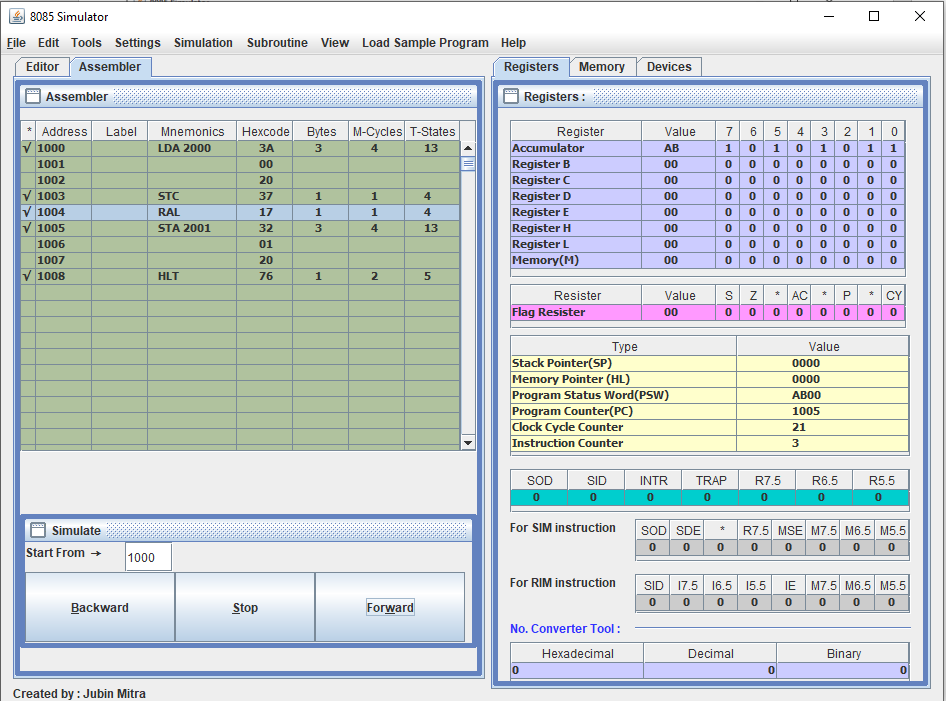 8085 Simulator
File Edit Tools Settings Simulation Subroutine View Load Sample Program Help
Editor Assembler
Assembler
* Address Label Mnemonics Hexcode Bytes M-Cycles T-States
√ 1000 LDA 2000 3A 3 4 13
1001 00
1002 20
√ 1003 STC 37 1 1 4
√ 1004 RAL 17 1 1 4
√ 1005 STA 2001 32 3 4 13
1006 01
1007 20
√ 1008 HLT 76 1 2 5
Simulate
Start From → 1000
Backward Stop Forward
Created by : Jubin Mitra
Registers Memory Devices
Registers :
Register Value 7 6 5 4 3 2 1 0
Accumulator AB 1 0 1 0 1 0 1 1
Register B 00 0 0 0 0 0 0 0 0
Register C 00 0 0 0 0 0 0 0 0
Register D 00 0 0 0 0 0 0 0 0
Register E 00 0 0 0 0 0 0 0 0
Register H 00 0 0 0 0 0 0 0 0
Register L 00 0 0 0 0 0 0 0 0
Memory(M) 00 0 0 0 0 0 0 0 0
Resister Value S Z * AC * P * CY
Flag Resister 00 0 0 0 0 0 0 0 0
Type Value
Stack Pointer(SP) 0000
Memory Pointer (HL) 0000
Program Status Word(PSW) AB00
Program Counter(PC) 1005
Clock Cycle Counter 21
Instruction Counter 3
SOD SID INTR TRAP R7.5 R6.5 R5.5
0 0 0 0 0 0 0
For SIM instruction SOD SDE * R7.5 MSE M7.5 M6.5 M5.5
0 0 0 0 0 0 0 0
For RIM instruction SID I7.5 I6.5 I5.5 IE M7.5 M6.5 M5.5
0 0 0 0 0 0 0 0
No. Converter Tool :
Hexadecimal Decimal Binary
0 0 0